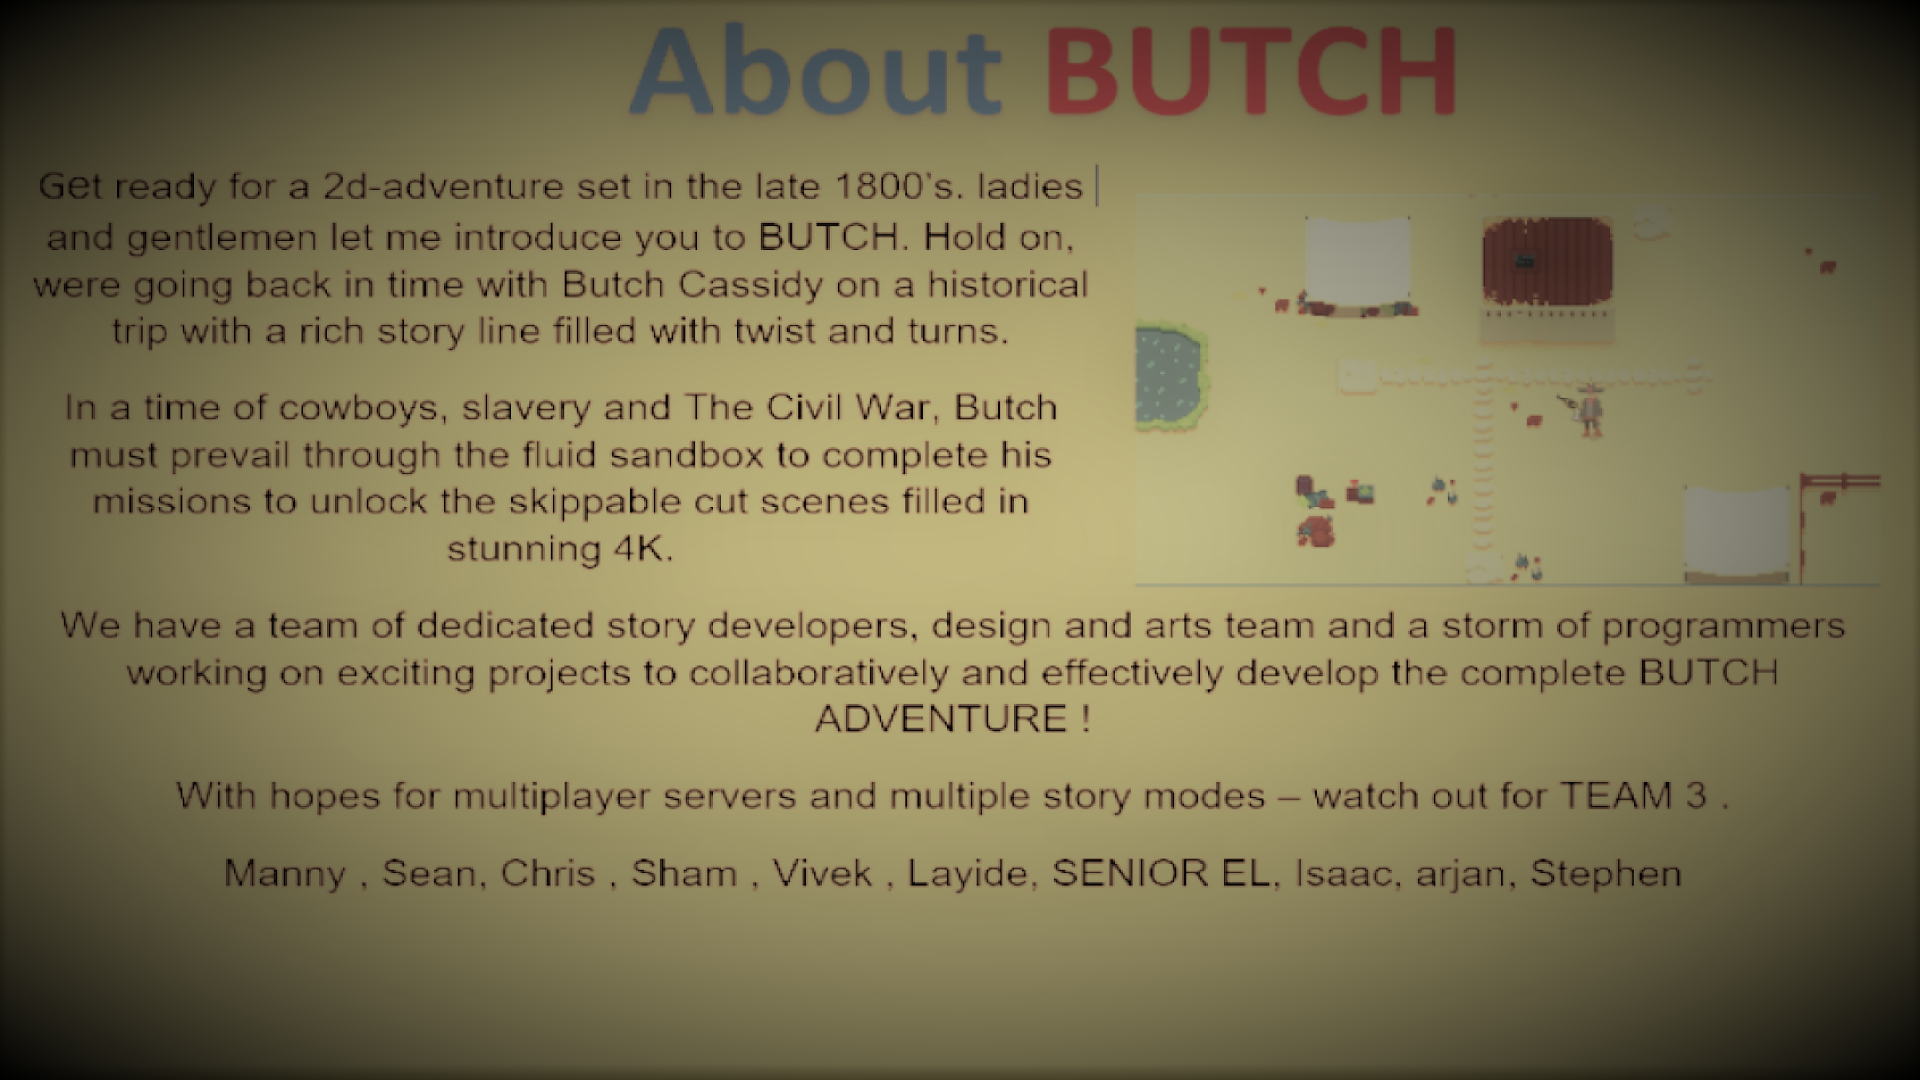 About BUTCH
Get ready for a 2d-adventure set in the late 1800's. ladies
and gentlemen let me introduce you to BUTCH. Hold on,
were going back in time with Butch Cassidy on a historical
trip with a rich story line filled with twist and turns.
In a time of cowboys, slavery and The Civil War, Butch
must prevail through the fluid sandbox to complete his
missions to unlock the skippable cut scenes filled in
stunning 4K.
We have a team of dedicated story developers, design and arts team and a storm of programmers
working on exciting projects to collaboratively and effectively develop the complete BUTCH
ADVENTURE !
With hopes for multiplayer servers and multiple story modes – watch out for TEAM 3 .
Manny , Sean, Chris , Sham , Vivek , Layide, SENIOR EL, Isaac, arjan, Stephen